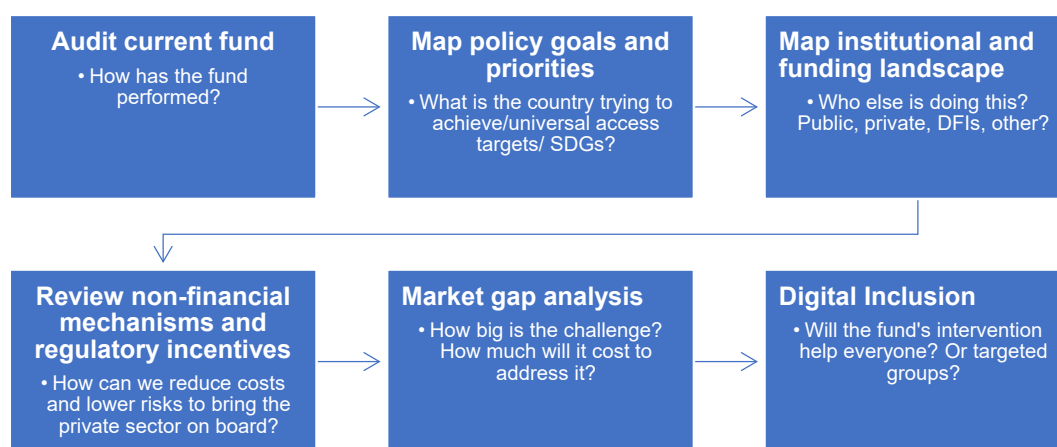 Audit current fund
• How has the fund
performed?
Map policy goals and
priorities
• What is the country trying to
achieve/universal access
targets/ SDGs?
Map institutional and
funding landscape
• Who else is doing this?
Public, private, DFIs, other?
Review non-financial
mechanisms and
regulatory incentives
• How can we reduce costs
and lower risks to bring the
private sector on board?
Market gap analysis
• How big is the challenge?
How much will it cost to
address it?
Digital Inclusion
• Will the fund's intervention
help everyone? Or targeted
groups?